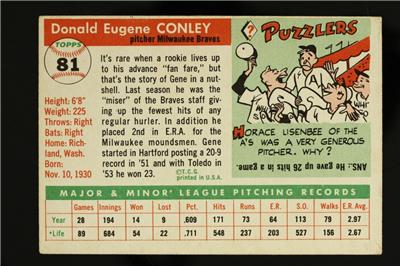 Donald Eugene CONLEY
pitcher Milwaukee Braves
TOPPS
81
Height: 6'8"
Weight: 225
Throws: Right
Bats: Right
Home: Rich-
land, Wash.
Born:
Nov. 10, 1930
It's rare when a rookie lives up
to his advance "fan fare," but
that's the story of Gene in a nut-
shell. Last season he was the
"miser" of the Braves staff giv-
ing up the fewest hits of any
regular hurler. In addition he
placed 2nd in E.R.A. for the
Milwaukee moundsmen. Gene
started in Hartford posting a 20-9
record in '51 and with Toledo in
'53 he won 23.
©T.C.G.
printed in U.S.A.
?
PUZZLERS
HORACE LISENBEE OF THE
A'S WAS A VERY GENEROUS
PITCHER. WHY?
ANS.: He gave up 26 hits in a game.
MAJOR & MINOR LEAGUE PITCHING RECORDS
Year Games I.P. Won Lost Pct. Hits Runs E.R. S.O. Walks E.R. Avg.
Year 28 194 14 9 .609 171 73 64 113 79 2.97
*Life 89 684 54 22 .711 548 237 203 527 156 2.67